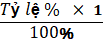 Tỷ lệ % × 1
100%